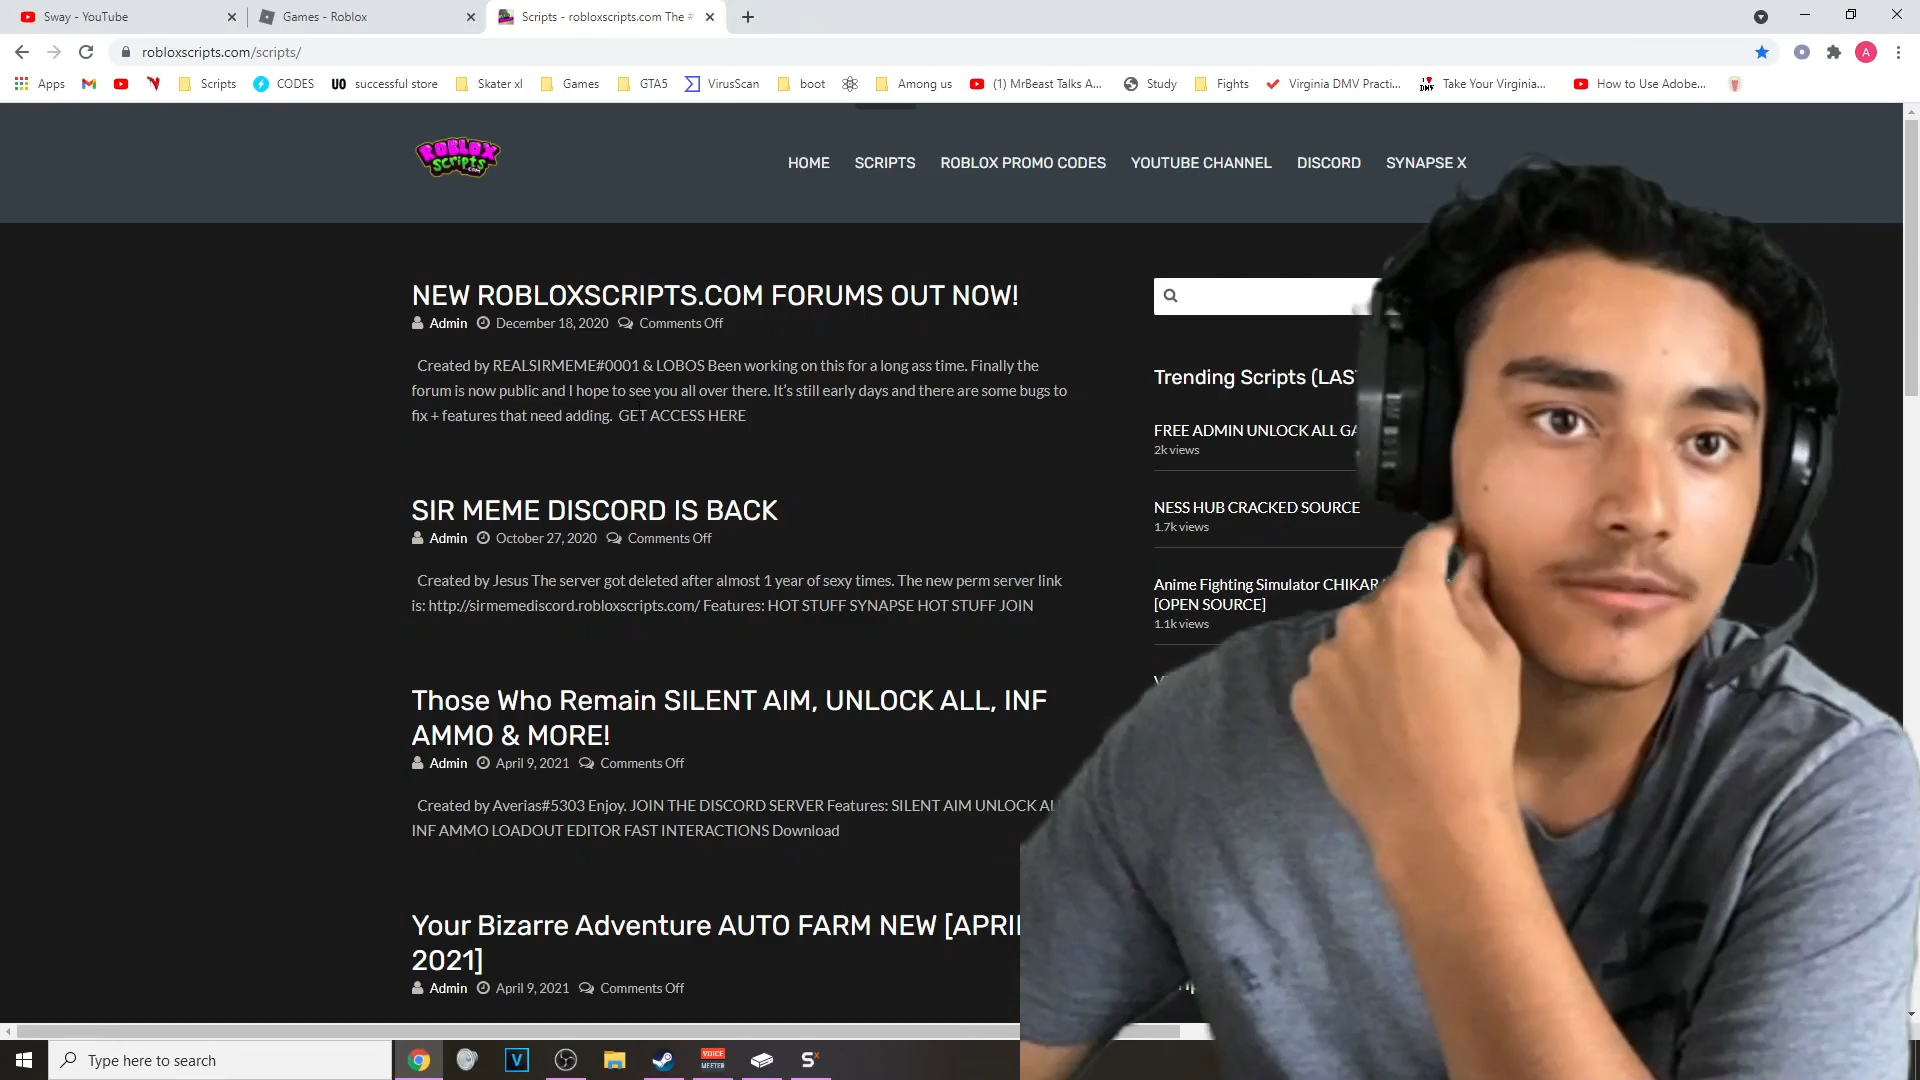 Sway - YouTube
Games - Roblox
Scripts - robloxscripts.com The #
robloxscripts.com/scripts/
A
Apps
Scripts
CODES
UO successful store
Skater xl
Games
GTA5
VirusScan
boot
Among us
(1) MrBeast Talks A...
Study
Fights
Virginia DMV Practi...
Take Your Virginia...
How to Use Adobe...
ROBLOX
Scripts
.COM
HOME
SCRIPTS
ROBLOX PROMO CODES
YOUTUBE CHANNEL
DISCORD
SYNAPSE X
NEW ROBLOXSCRIPTS.COM FORUMS OUT NOW!
Admin December 18, 2020 Comments Off
Created by REALSIRMEME#0001 & LOBOS Been working on this for a long ass time. Finally the
forum is now public and I hope to see you all over there. It's still early days and there are some bugs to
fix + features that need adding. GET ACCESS HERE
SIR MEME DISCORD IS BACK
Admin October 27, 2020 Comments Off
Created by Jesus The server got deleted after almost 1 year of sexy times. The new perm server link
is: http://sirmemediscord.robloxscripts.com/ Features: HOT STUFF SYNAPSE HOT STUFF JOIN
Those Who Remain SILENT AIM, UNLOCK ALL, INF
AMMO & MORE!
Admin April 9, 2021 Comments Off
Created by Averias#5303 Enjoy. JOIN THE DISCORD SERVER Features: SILENT AIM UNLOCK AL
INF AMMO LOADOUT EDITOR FAST INTERACTIONS Download
Your Bizarre Adventure AUTO FARM NEW [APRI
2021]
Admin April 9, 2021 Comments Off
Trending Scripts (LAS
FREE ADMIN UNLOCK ALL GA
2k views
NESS HUB CRACKED SOURCE
1.7k views
Anime Fighting Simulator CHIKAR
[OPEN SOURCE]
1.1k views
Type here to search
V
VOICE
MEETER
S